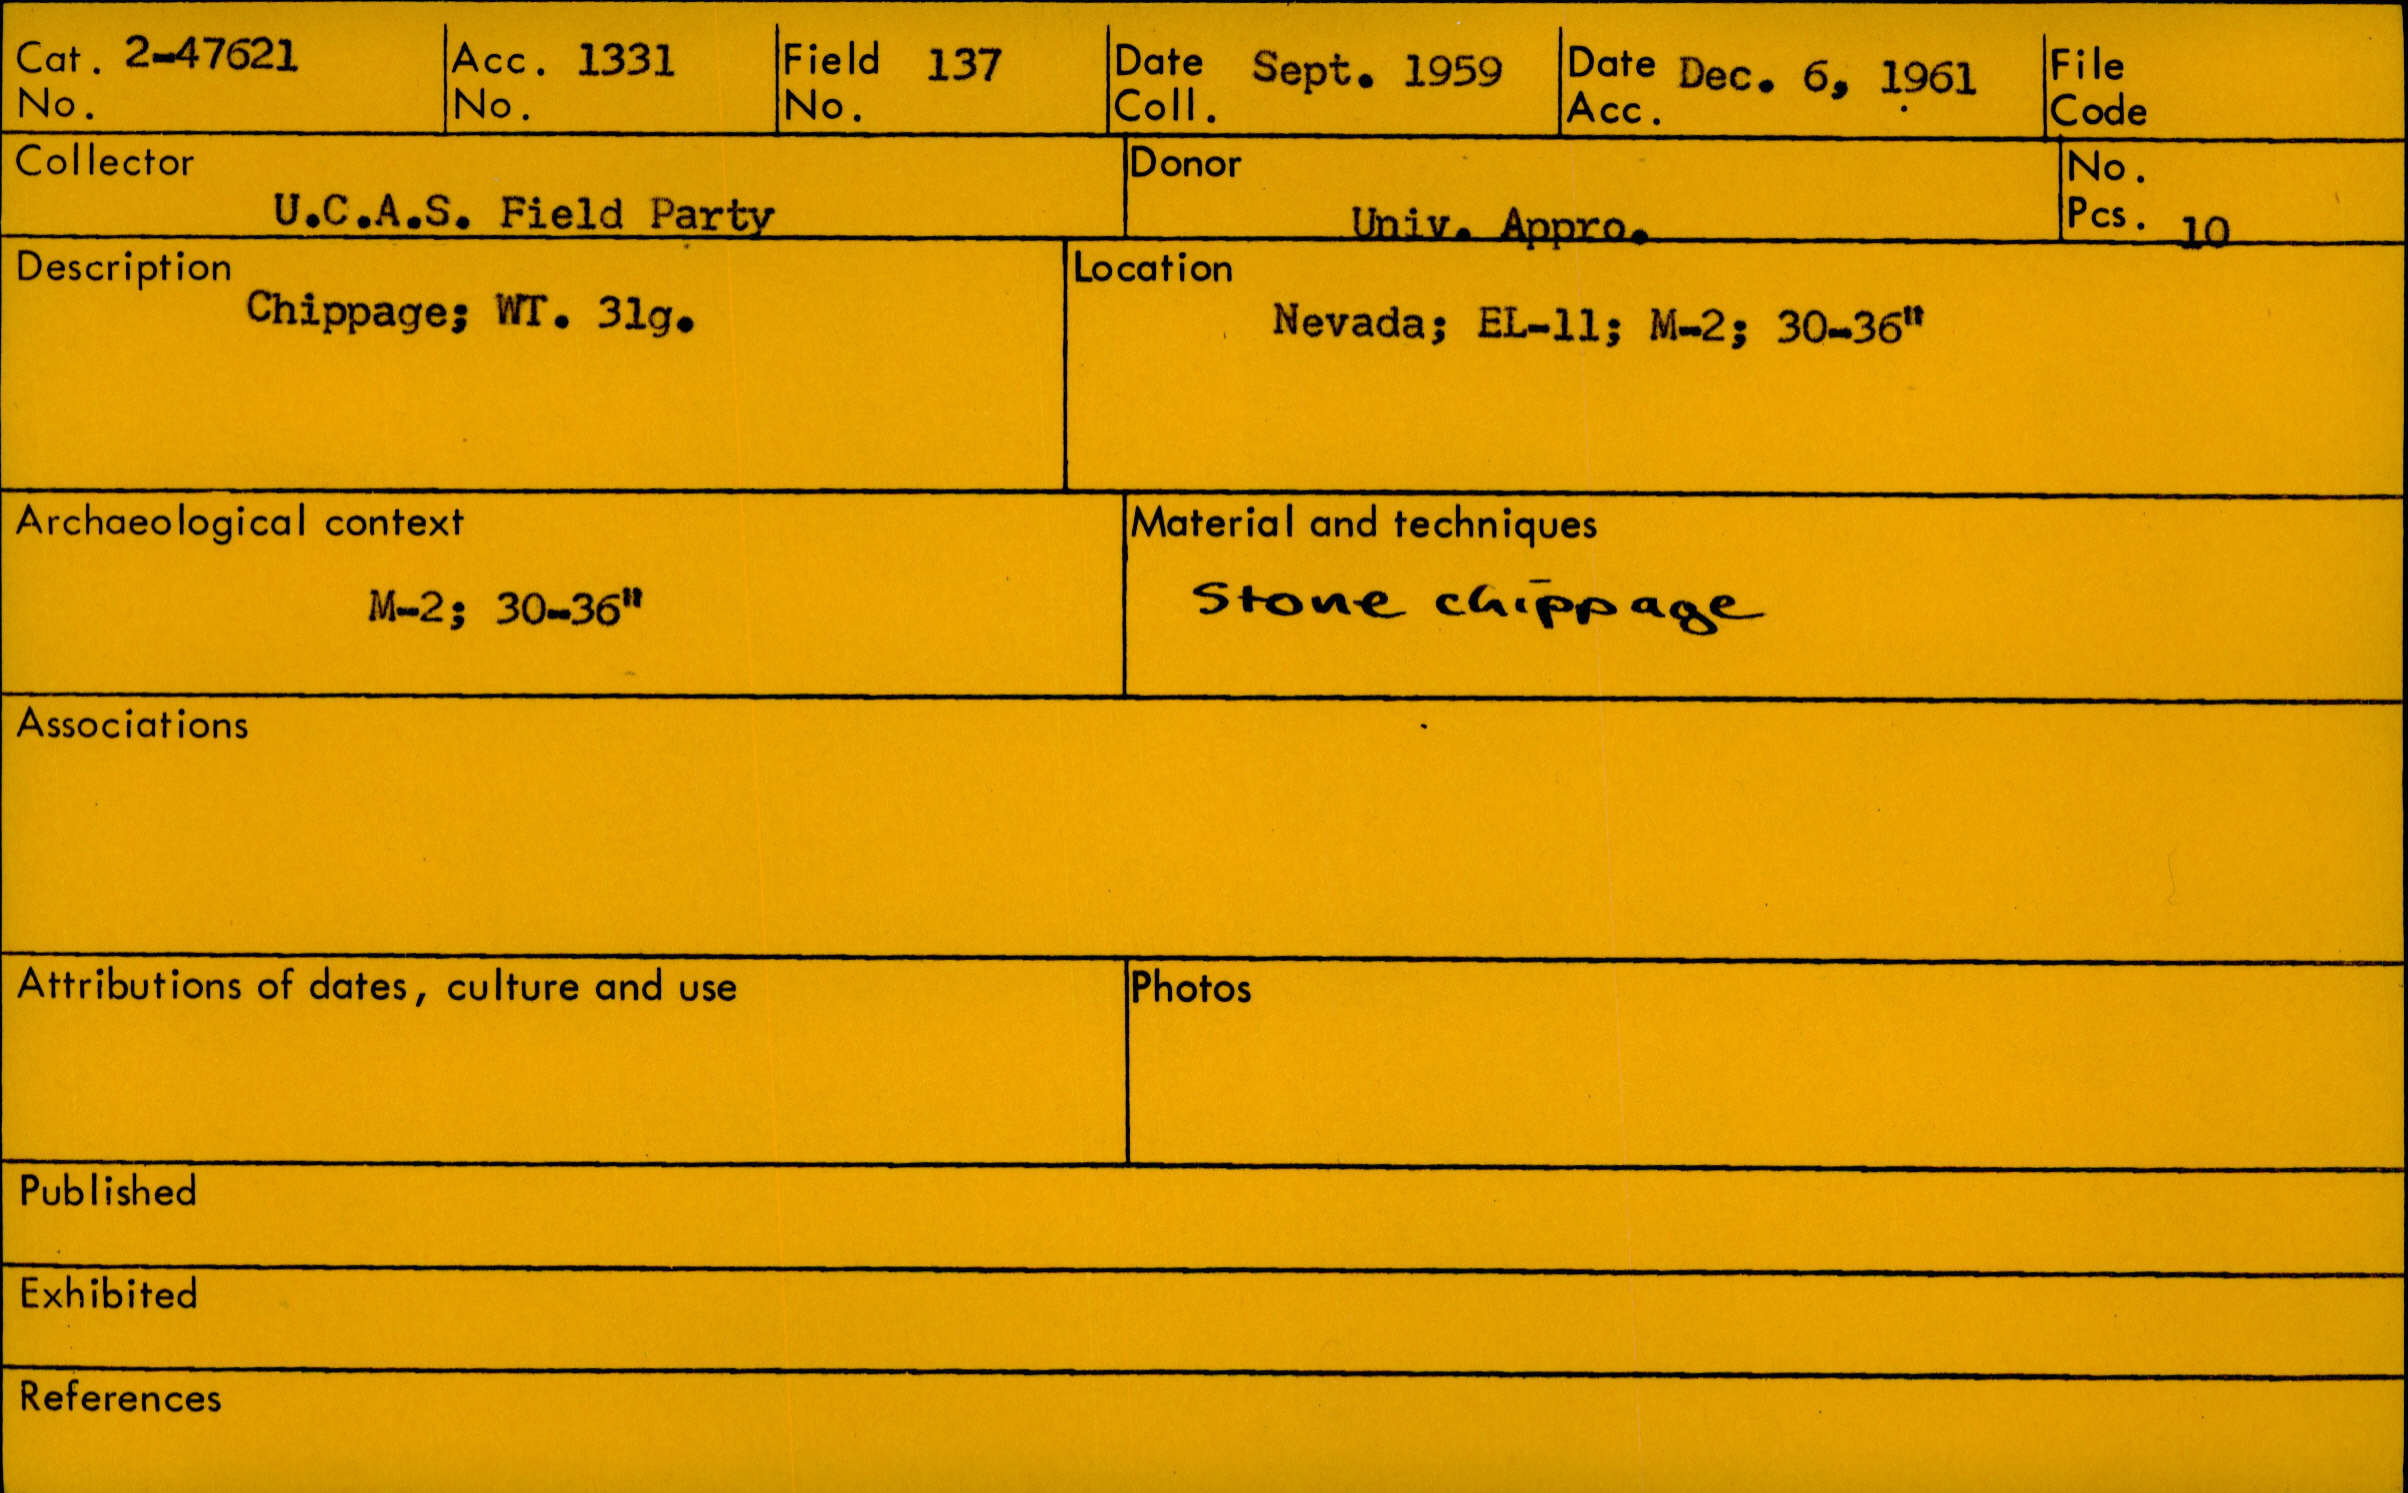 Cat. No. 2-47621
Acc. No. 1331
Field No. 137
Date Coll. Sept. 1959
Date Acc. Dec. 6, 1961
File Code
Collector
U.C.A.S. Field Party
Donor
Univ. Appro.
No. Pcs. 10
Description
Chippage; WT. 31g.
Location
Nevada; EL-11; M-2; 30-36"
Archaeological context
M-2; 30-36"
Material and techniques
Stone chippage
Associations
Attributions of dates, culture and use
Photos
Published
Exhibited
References